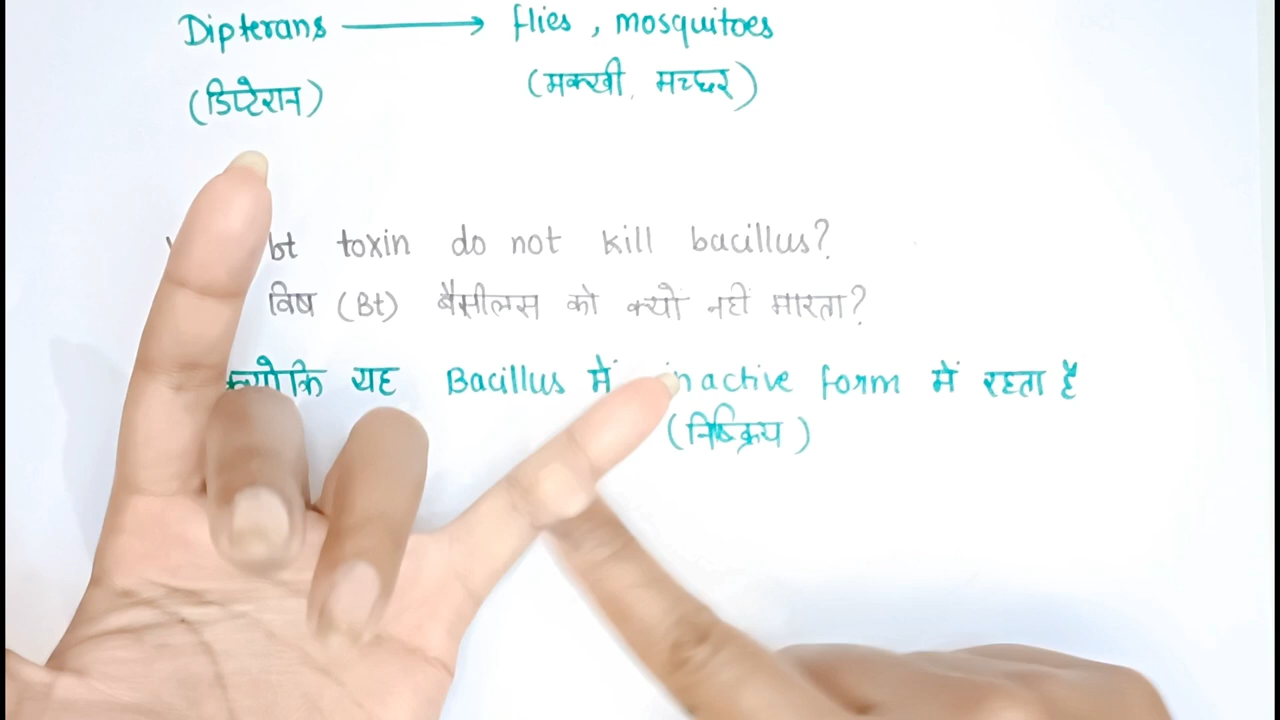 Dipterans → flies, mosquitoes
(डिप्टेरान) (मक्खी, मच्छर)
bt toxin do not kill bacillus?
विष (Bt) बैसीलस को क्यों नहीं मारता?
क्योंकि यह Bacillus में inactive form में रहता है
(निष्क्रिय)